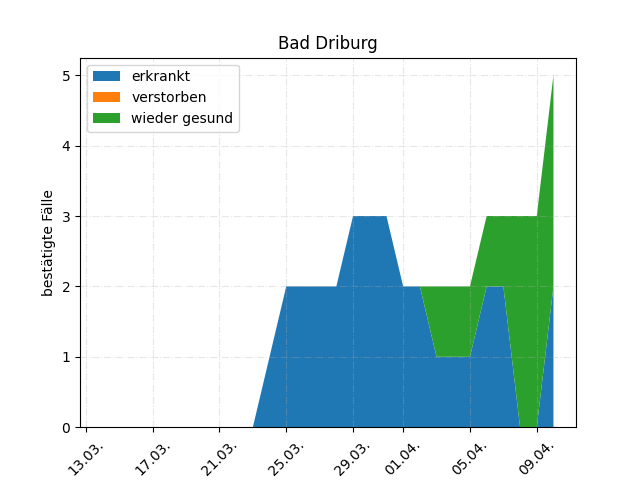 Bad Driburg
erkrankt
verstorben
wieder gesund
bestätigte Fälle
5
4
3
2
1
0
13.03.
17.03.
21.03.
25.03.
29.03.
01.04.
05.04.
09.04.